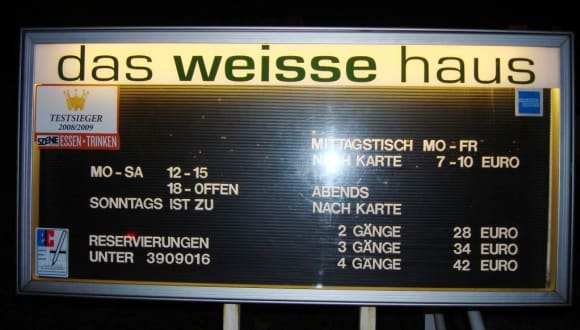 das weisse haus
TESTSIEGER
2008/2009
SZENE ESSEN+TRINKEN
MO-SA 12-15
18-OFFEN
SONNTAGS IST ZU
RESERVIERUNGEN
UNTER 3909016
MITTAGSTISCH MO-FR
NACH KARTE 7-10 EURO
ABENDS
NACH KARTE
2 GÄNGE 28 EURO
3 GÄNGE 34 EURO
4 GÄNGE 42 EURO
EC